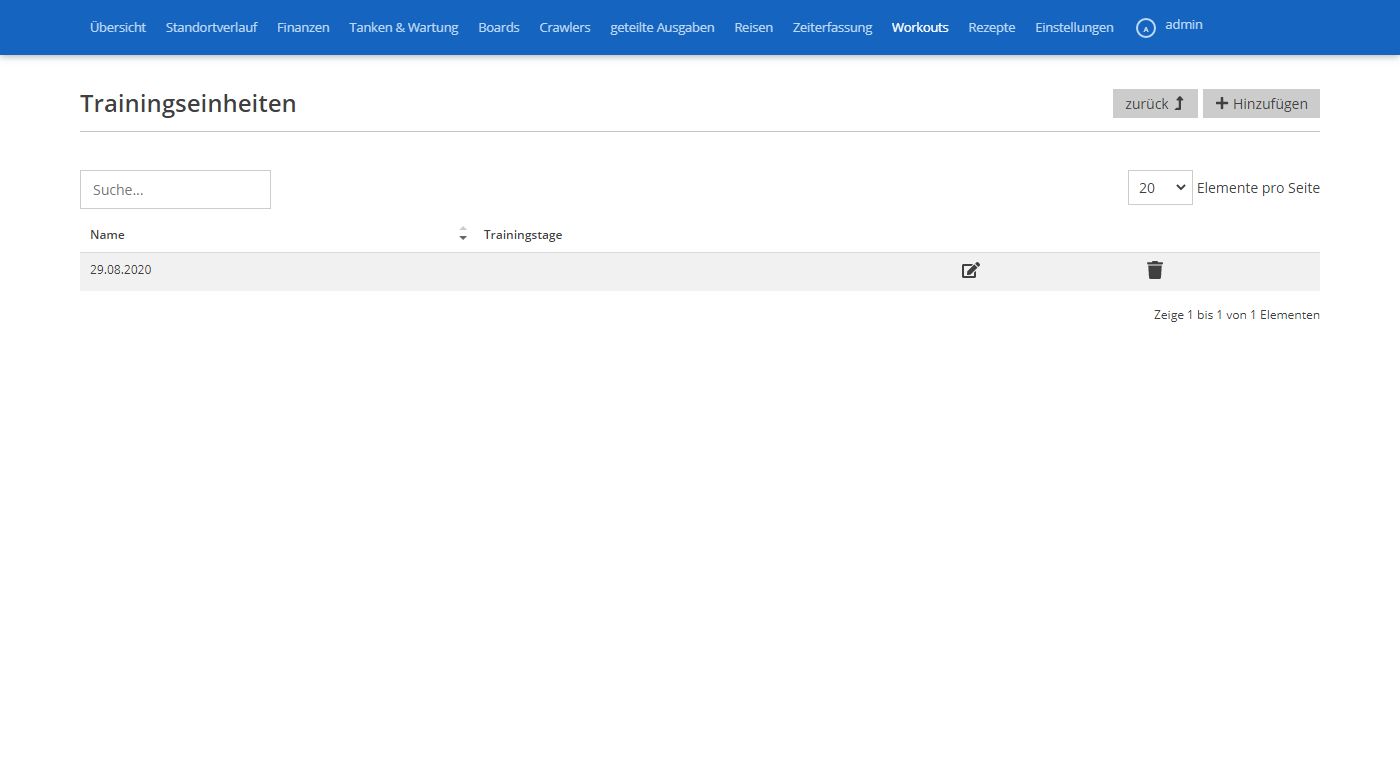 Übersicht Standortverlauf Finanzen Tanken & Wartung Boards Crawlers geteilte Ausgaben Reisen Zeiterfassung Workouts Rezepte Einstellungen A admin
Trainingseinheiten zurück Hinzufügen
Suche... 20 Elemente pro Seite
Name Trainingstage
29.08.2020
Zeige 1 bis 1 von 1 Elementen